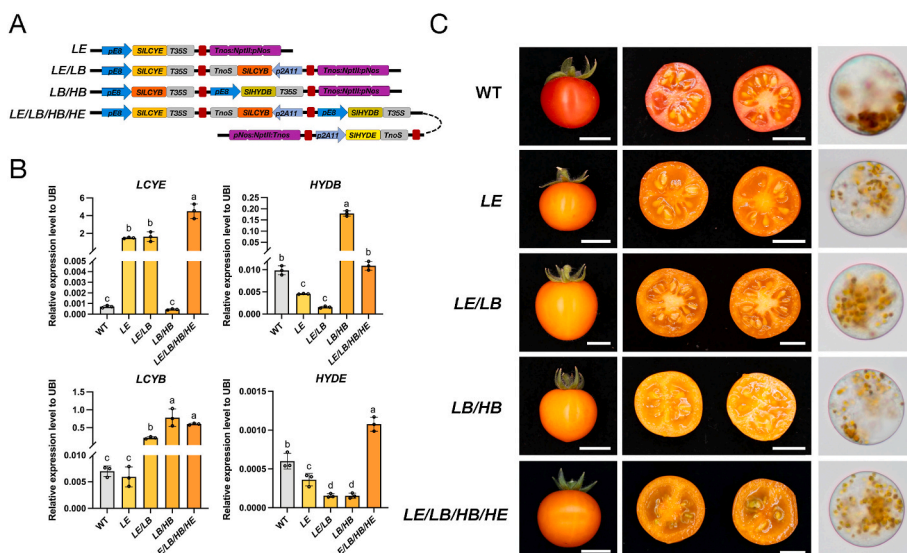 A
LE pE8 SlLCYE T35S Tnos:NptII:pNos
LE/LB pE8 SlLCYE T35S TnoS SlLCYB p2A11 Tnos:NptII:pNos
LB/HB pE8 SlLCYB T35S pE8 SlHYDB T35S Tnos:NptII:pNos
LE/LB/HB/HE pE8 SlLCYE T35S TnoS SlLCYB p2A11 pE8 SlHYDB T35S
pNos:NptII:Tnos p2A11 SlHYDE TnoS
B
LCYE
Relative expression level to UBI
6
4
2
0.005
0.004
0.003
0.002
0.001
0.000
c b b c a
WT LE LE/LB LB/HB LE/LB/HB/HE
HYDB
Relative expression level to UBI
0.25
0.20
0.15
0.10
0.05
0.010
0.005
0.000
b c c a b
WT LE LE/LB LB/HB LE/LB/HB/HE
LCYB
Relative expression level to UBI
1.5
1.0
0.5
0.010
0.005
0.000
c c b a a
WT LE LE/LB LB/HB E/LB/HB/HE
HYDE
Relative expression level to UBI
0.0015
0.0010
0.0005
0.0000
b c d d a
WT LE LE/LB LB/HB E/LB/HB/HE
C
WT
LE
LE/LB
LB/HB
LE/LB/HB/HE